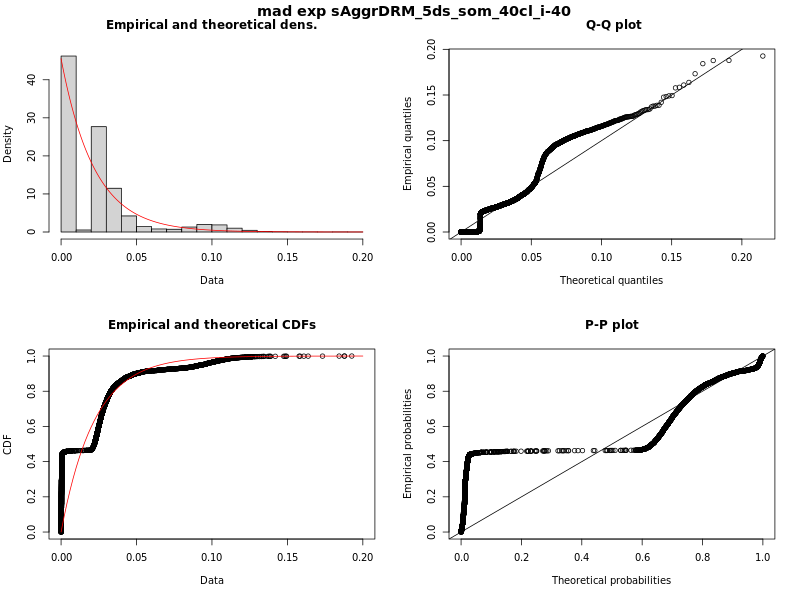 mad exp sAggrDRM_5ds_som_40cl_i-40
Empirical and theoretical dens.
Density
0 10 20 30 40
0.00 0.05 0.10 0.15 0.20
Data
Q-Q plot
Empirical quantiles
0.00 0.05 0.10 0.15 0.20
0.00 0.05 0.10 0.15 0.20
Theoretical quantiles
Empirical and theoretical CDFs
CDF
0.0 0.2 0.4 0.6 0.8 1.0
0.00 0.05 0.10 0.15 0.20
Data
P-P plot
Empirical probabilities
0.0 0.2 0.4 0.6 0.8 1.0
0.0 0.2 0.4 0.6 0.8 1.0
Theoretical probabilities